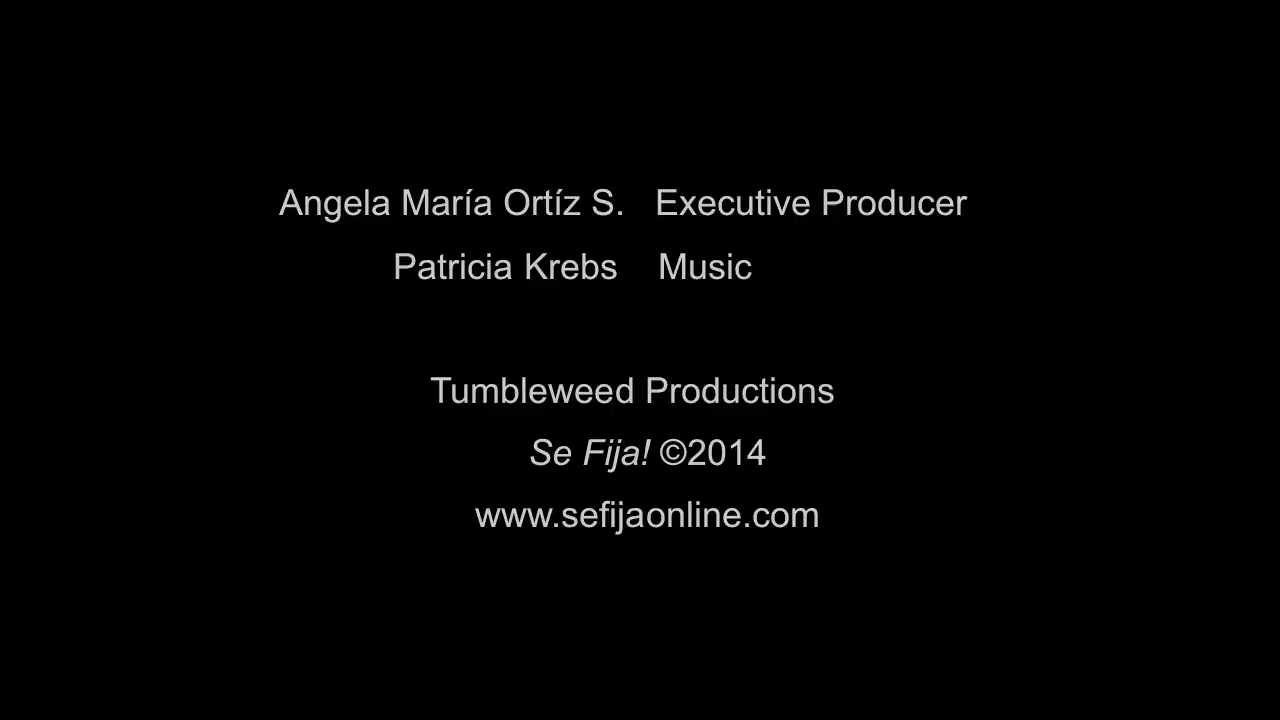 Angela María Ortíz S. Executive Producer
Patricia Krebs Music
Tumbleweed Productions
Se Fija! ©2014
www.sefijaonline.com